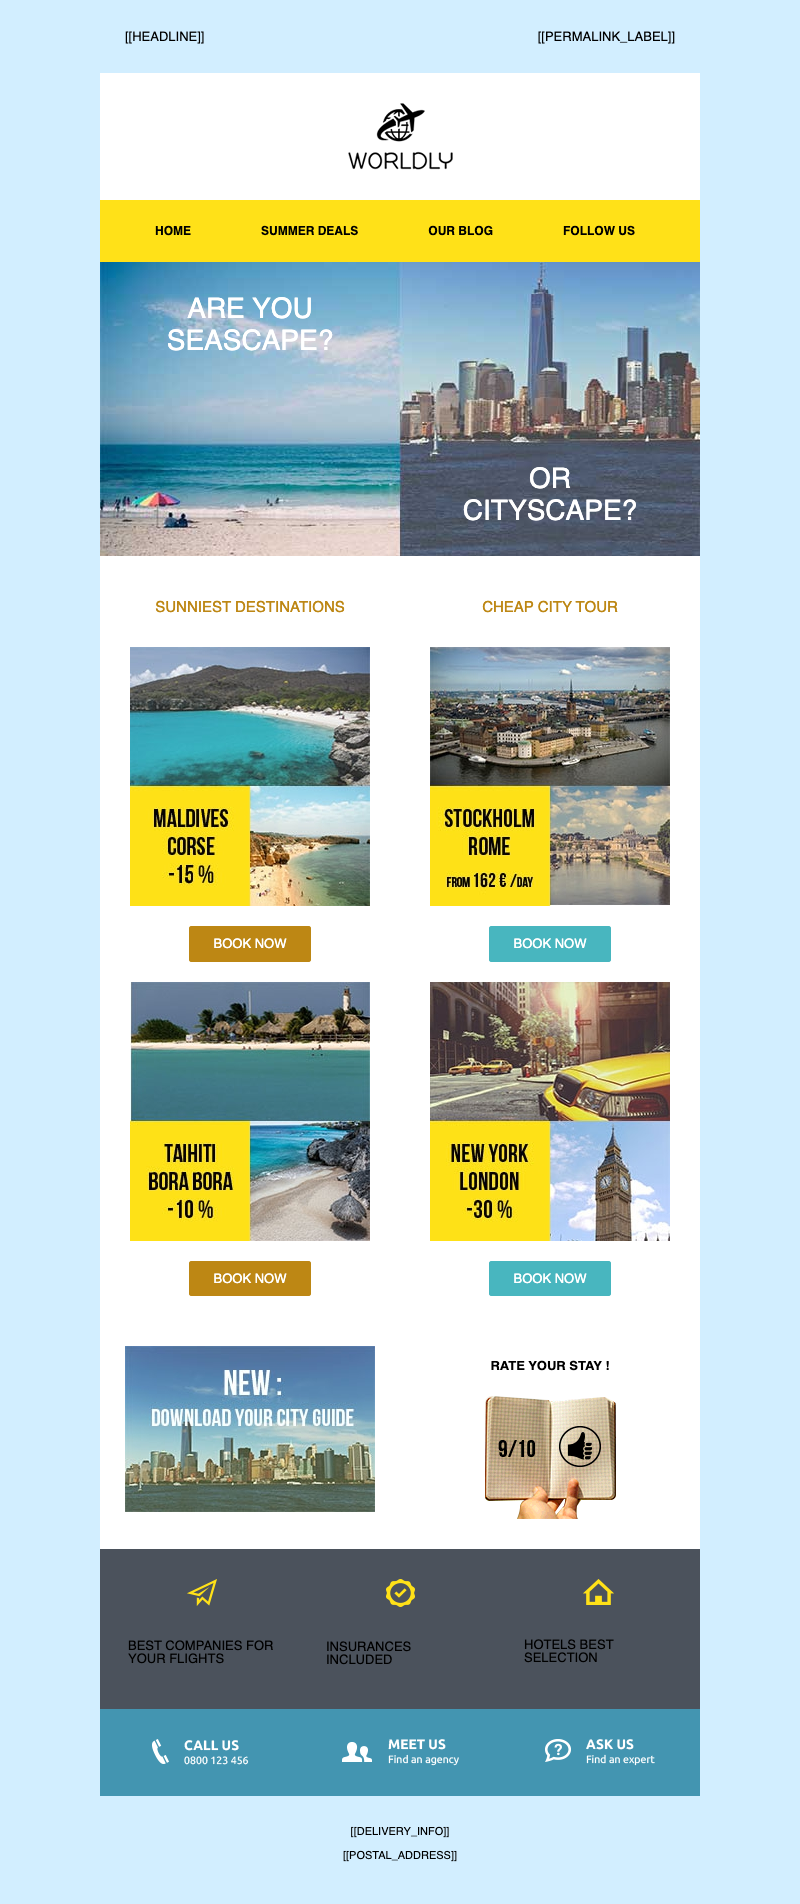 [[HEADLINE]]
[[PERMALINK_LABEL]]
WORLDLY
HOME
SUMMER DEALS
OUR BLOG
FOLLOW US
ARE YOU
SEASCAPE?
OR
CITYSCAPE?
SUNNIEST DESTINATIONS
CHEAP CITY TOUR
MALDIVES
CORSE
-15 %
STOCKHOLM
ROME
FROM 162 € /DAY
BOOK NOW
BOOK NOW
TAIHITI
BORA BORA
-10 %
NEW YORK
LONDON
-30 %
BOOK NOW
BOOK NOW
NEW :
DOWNLOAD YOUR CITY GUIDE
RATE YOUR STAY !
9/10
BEST COMPANIES FOR
YOUR FLIGHTS
INSURANCES
INCLUDED
HOTELS BEST
SELECTION
CALL US
0800 123 456
MEET US
Find an agency
ASK US
Find an expert
[[DELIVERY_INFO]]
[[POSTAL_ADDRESS]]